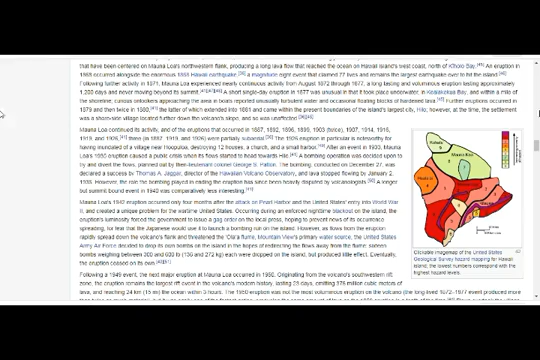 that have been centered on Mauna Loa's northwestern flank, producing a long lava flow that reached the ocean on Hawaii island's west coast, north of Kīholo Bay. An eruption in
1868 occurred alongside the enormous 1868 Hawaii earthquake, a magnitude eight event that claimed 77 lives and remains the largest earthquake ever to hit the island.
Following further activity in 1871, Mauna Loa experienced nearly continuous activity from August 1872 through 1877, a long lasting and voluminous eruption lasting approximately
1,200 days and never moving beyond its summit. A short single-day eruption in 1877 was unusual in that it took place underwater, in Kealakekua Bay, and within a mile of
the shoreline; curious onlookers approaching the area in boats reported unusually turbulent water and occasional floating blocks of hardened lava. Further eruptions occurred in
1879 and then twice in 1880, the latter of which extended into 1881 and came within the present boundaries of the island's largest city, Hilo; however, at the time, the settlement
was a shore-side village located further down the volcano's slope, and so was unaffected.
Mauna Loa continued its activity, and of the eruptions that occurred in 1887, 1892, 1896, 1899, 1903 (twice), 1907, 1914, 1916,
1919, and 1926, three (in 1887, 1919, and 1926) were partially subaerial. The 1926 eruption in particular is noteworthy for
having inundated a village near Hoʻōpūloa, destroying 12 houses, a church, and a small harbor. After an event in 1933, Mauna
Loa's 1935 eruption caused a public crisis when its flows started to head towards Hilo. A bombing operation was decided upon to
try and divert the flows, planned by then-lieutenant colonel George S. Patton. The bombing, conducted on December 27, was
declared a success by Thomas A. Jaggar, director of the Hawaiian Volcano Observatory, and lava stopped flowing by January 2,
1936. However, the role the bombing played in ending the eruption has since been heavily disputed by volcanologists. A longer
but summit-bound event in 1940 was comparatively less interesting.
Mauna Loa's 1942 eruption occurred only four months after the attack on Pearl Harbor and the United States' entry into World War
II, and created a unique problem for the wartime United States. Occurring during an enforced nighttime blackout on the island, the
eruption's luminosity forced the government to issue a gag order on the local press, hoping to prevent news of its occurrence
spreading, for fear that the Japanese would use it to launch a bombing run on the island. However, as flows from the eruption
rapidly spread down the volcano's flank and threatened the ʻOlaʻa flume, Mountain View's primary water source, the United States
Army Air Force decided to drop its own bombs on the island in the hopes of redirecting the flows away from the flume; sixteen
bombs weighing between 300 and 600 lb (136 and 272 kg) each were dropped on the island, but produced little effect. Eventually,
the eruption ceased on its own.
Following a 1949 event, the next major eruption at Mauna Loa occurred in 1950. Originating from the volcano's southwestern rift
zone, the eruption remains the largest rift event in the volcano's modern history, lasting 23 days, emitting 376 million cubic meters of
lava, and reaching 24 km (15 mi) the ocean within 3 hours. The 1950 eruption was not the most voluminous eruption on the volcano (the long-lived 1872–1877 event produced more
Clickable imagemap of the United States
Geological Survey hazard mapping for Hawaii
island; the lowest numbers correspond with the
highest hazard levels.